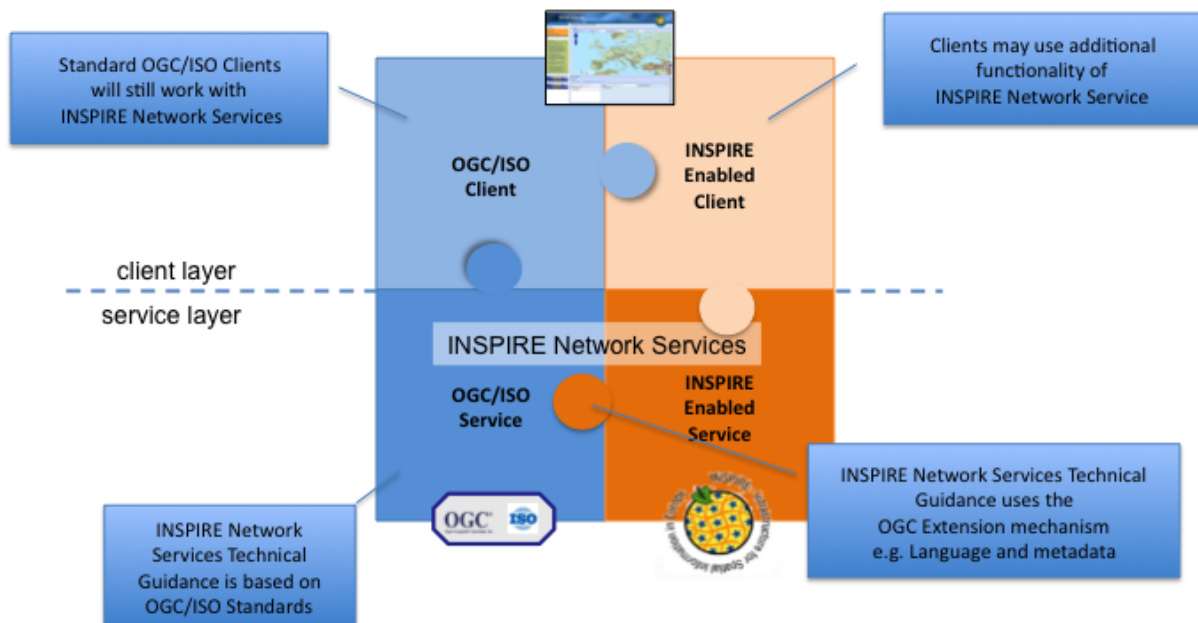 Standard OGC/ISO Clients
will still work with
INSPIRE Network Services
Clients may use additional
functionality of
INSPIRE Network Service
OGC/ISO
Client
INSPIRE
Enabled
Client
client layer
service layer
INSPIRE Network Services
OGC/ISO
Service
INSPIRE
Enabled
Service
INSPIRE Network
Services Technical
Guidance is based on
OGC/ISO Standards
OGC
ISO
INSPIRE Network Services Technical
Guidance uses the
OGC Extension mechanism
e.g. Language and metadata